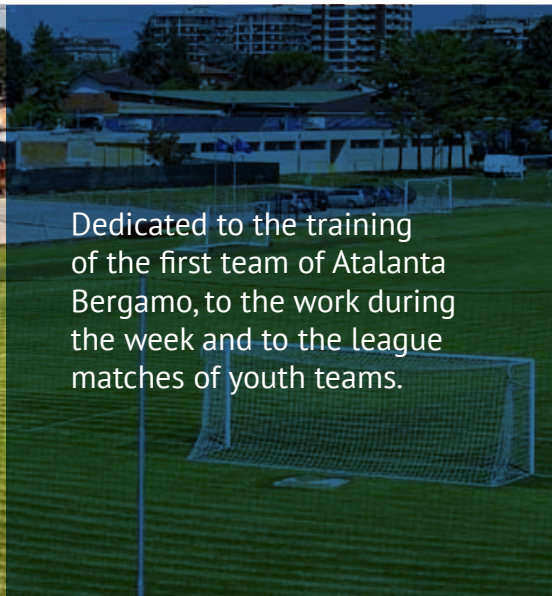 Dedicated to the training
of the first team of Atalanta
Bergamo, to the work during
the week and to the league
matches of youth teams.